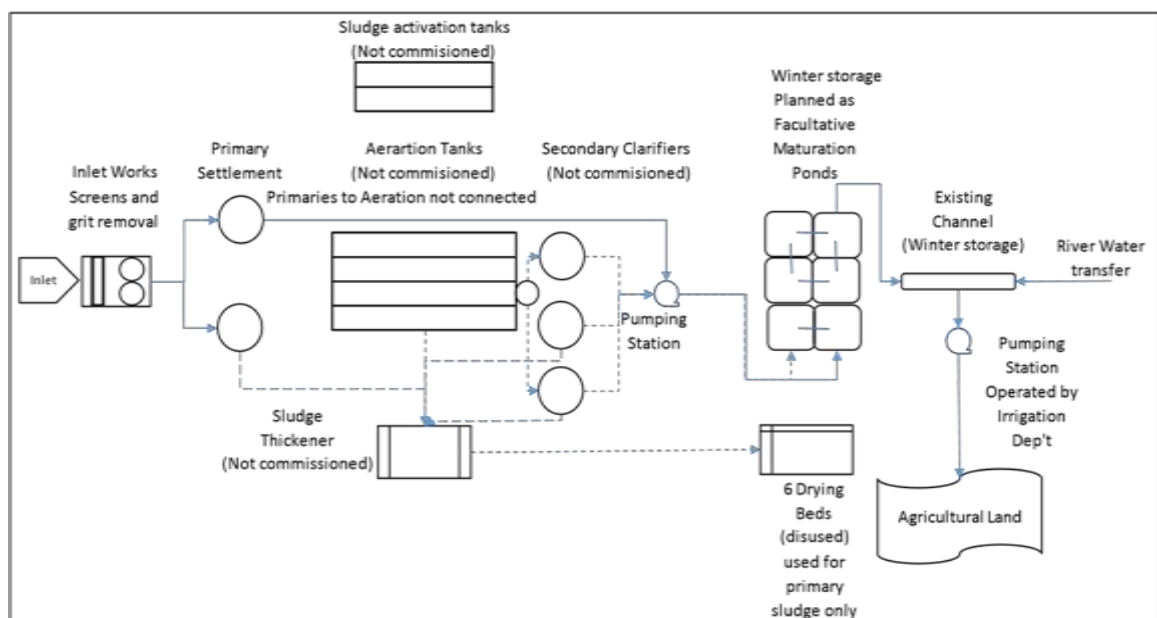 Sludge activation tanks
(Not commisioned)
Winter storage
Planned as
Facultative
Maturation
Ponds
Primary
Settlement
Aerartion Tanks
(Not commisioned)
Secondary Clarifiers
(Not commisioned)
Inlet Works
Screens and
grit removal
Primaries to Aeration not connected
Existing
Channel
(Winter storage)
River Water
transfer
Inlet
Pumping
Station
Pumping
Station
Operated by
Irrigation
Dep't
Sludge
Thickener
(Not commissioned)
6 Drying
Beds
(disused)
used for
primary
sludge only
Agricultural Land